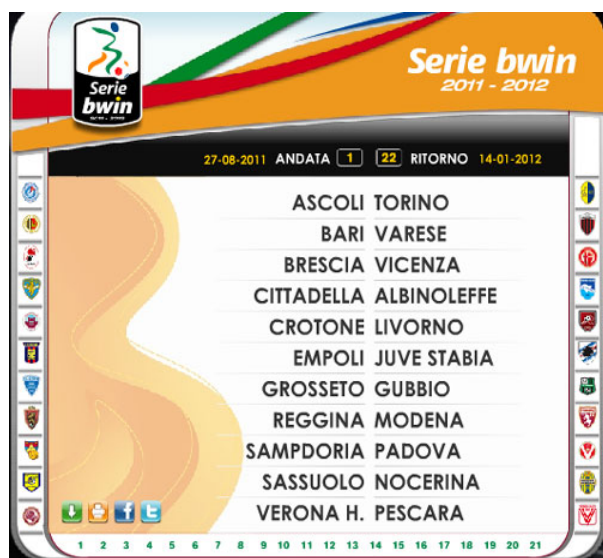 Serie bwin
2011 - 2012
Serie
bwin
27-08-2011 ANDATA 1 22 RITORNO 14-01-2012
ASCOLI TORINO
BARI VARESE
BRESCIA VICENZA
CITTADELLA ALBINOLEFFE
CROTONE LIVORNO
EMPOLI JUVE STABIA
GROSSETO GUBBIO
REGGINA MODENA
SAMPDORIA PADOVA
SASSUOLO NOCERINA
VERONA H. PESCARA
1 2 3 4 5 6 7 8 9 10 11 12 13 14 15 16 17 18 19 20 21